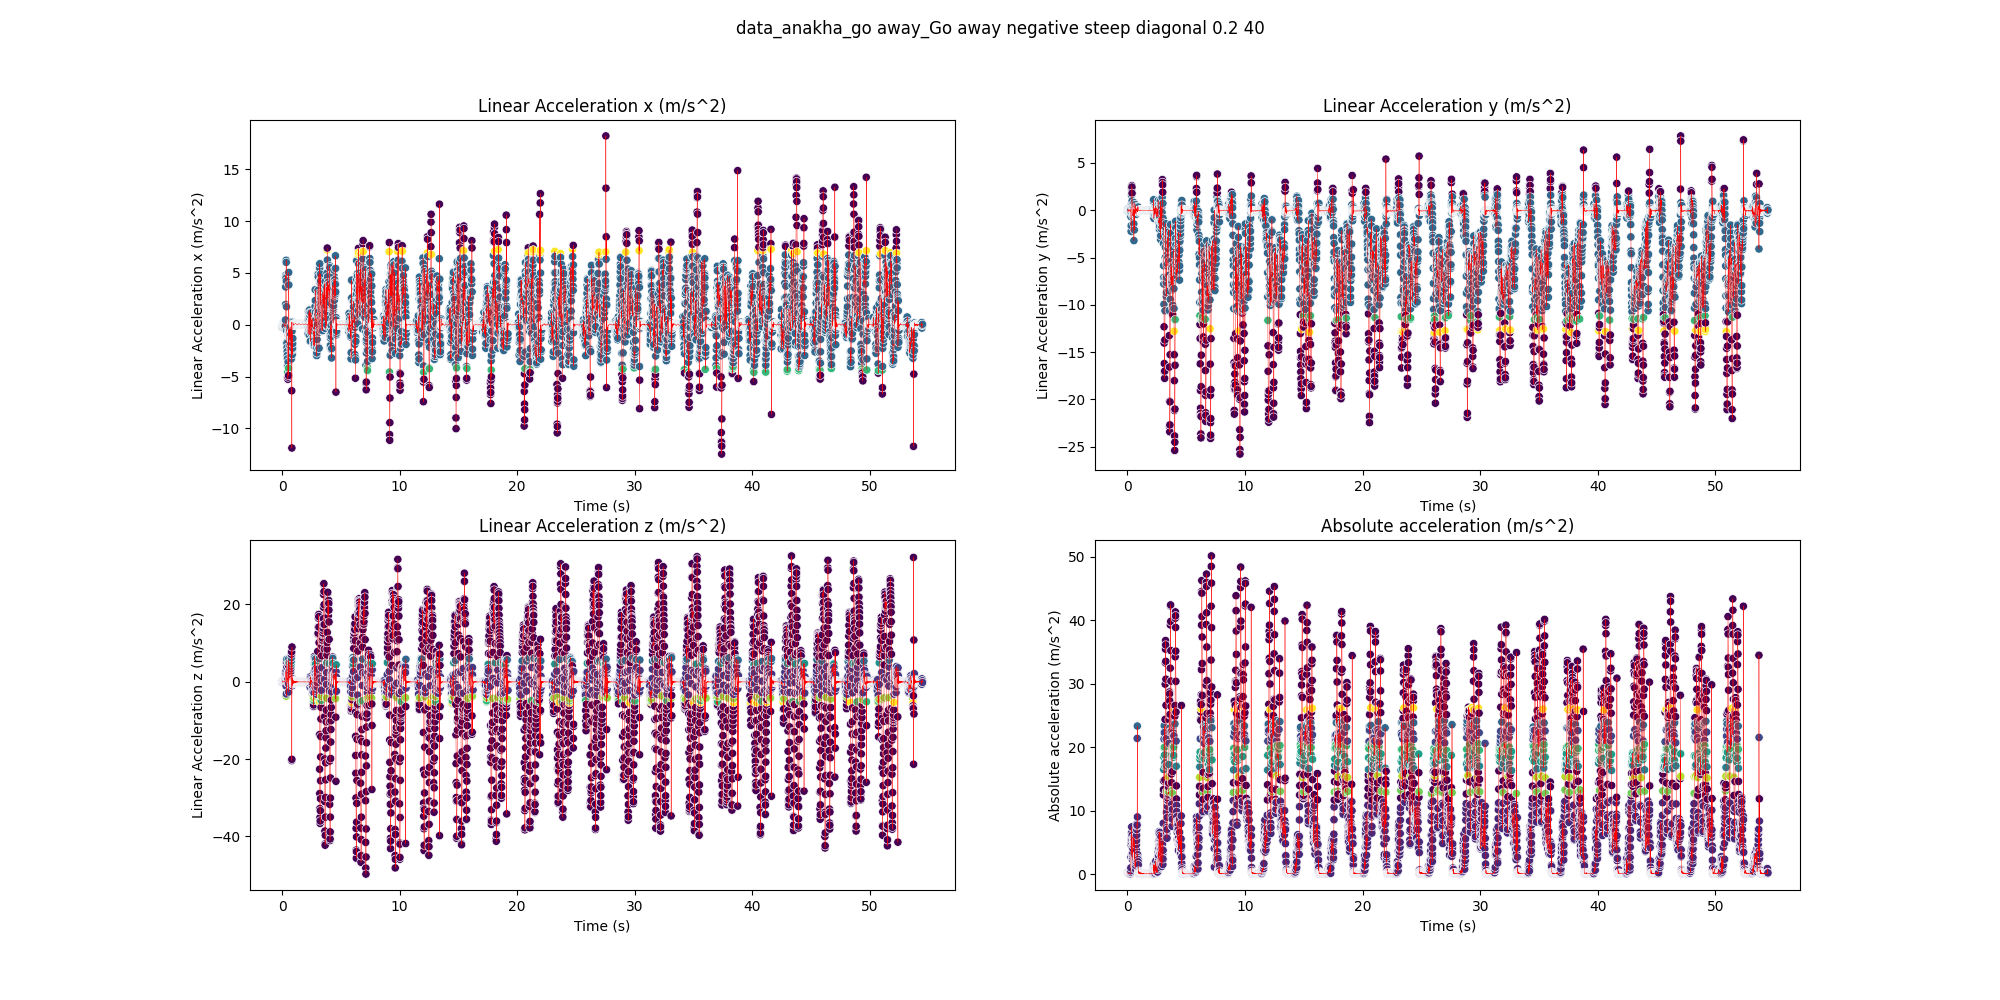 data_anakha_go away_Go away negative steep diagonal 0.2 40
Linear Acceleration x (m/s^2)
Linear Acceleration x (m/s^2)
15
10
5
0
−5
−10
0 10 20 30 40 50
Time (s)
Linear Acceleration y (m/s^2)
Linear Acceleration y (m/s^2)
5
0
−5
−10
−15
−20
−25
0 10 20 30 40 50
Time (s)
Linear Acceleration z (m/s^2)
Linear Acceleration z (m/s^2)
20
0
−20
−40
0 10 20 30 40 50
Time (s)
Absolute acceleration (m/s^2)
Absolute acceleration (m/s^2)
50
40
30
20
10
0
0 10 20 30 40 50
Time (s)